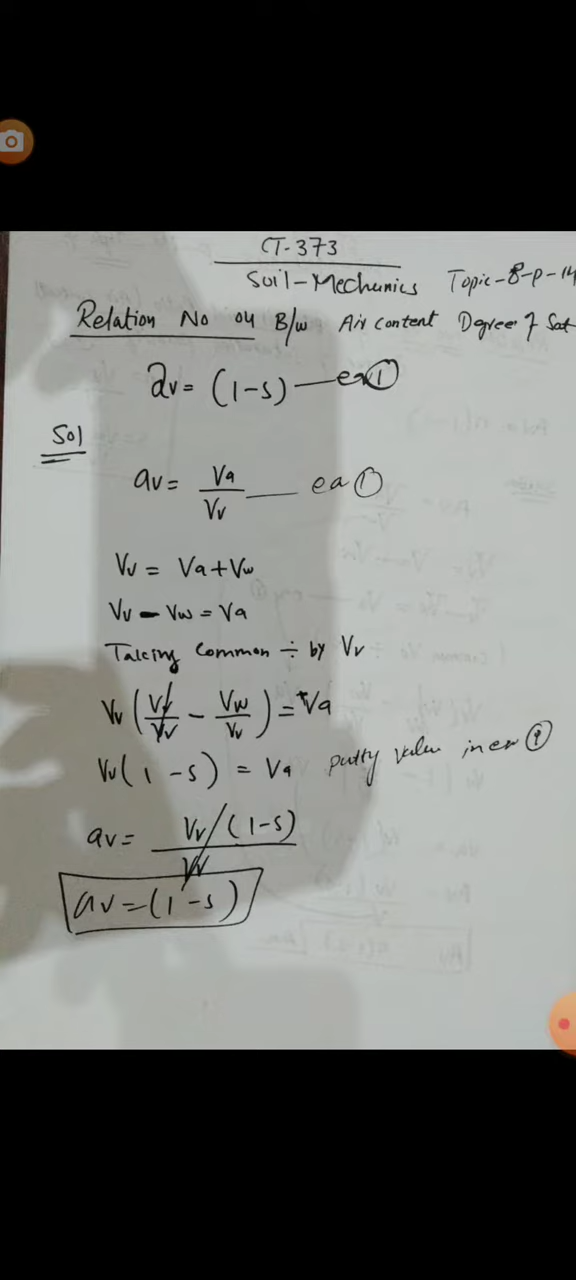 CT-373
Soil-Mechanics Topic-8-p-14
Relation No 04 B/w Air content Degree of Sat
av = (1-s) — eq ①
Sol
av = Va/Vv — eq ①
Vv = Va+Vw
Vv - Vw = Va
Taking Common ÷ by Vv
Vv (Vv/Vv - Vw/Vv) = Va
Vv (1 - s) = Va putty value in eq ①
av = Vv (1-s)/Vv
av = (1-s)